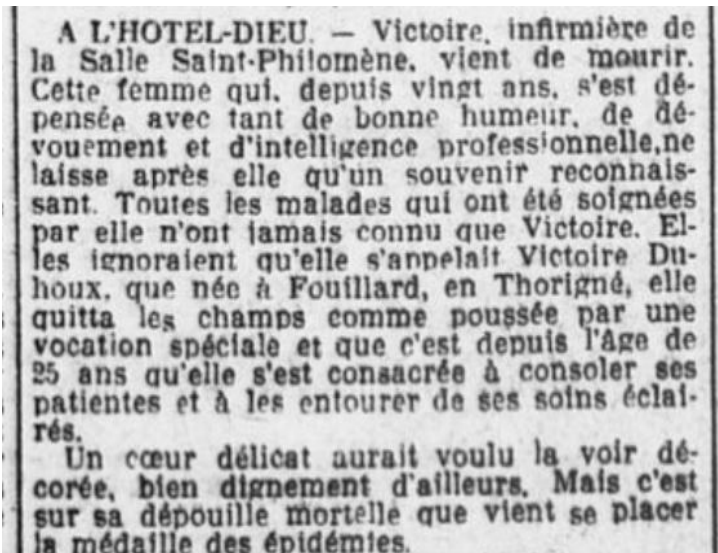 A L'HOTEL-DIEU. — Victoire, infirmière de
la Salle Saint-Philomène, vient de mourir.
Cette femme qui, depuis vingt ans, s'est dé-
pensée avec tant de bonne humeur, de dé-
vouement et d'intelligence professionnelle,ne
laisse après elle qu'un souvenir reconnais-
sant. Toutes les malades qui ont été soignées
par elle n'ont jamais connu que Victoire. El-
les ignoraient qu'elle s'appelait Victoire Du-
houx, que née à Fouillard, en Thorigné, elle
quitta les champs comme poussée par une
vocation spéciale et que c'est depuis l'âge de
25 ans qu'elle s'est consacrée à consoler ses
patientes et à les entourer de ses soins éclai-
rés.
Un cœur délicat aurait voulu la voir dé-
corée, bien dignement d'ailleurs. Mais c'est
sur sa dépouille mortelle que vient se placer
la médaille des épidémies.